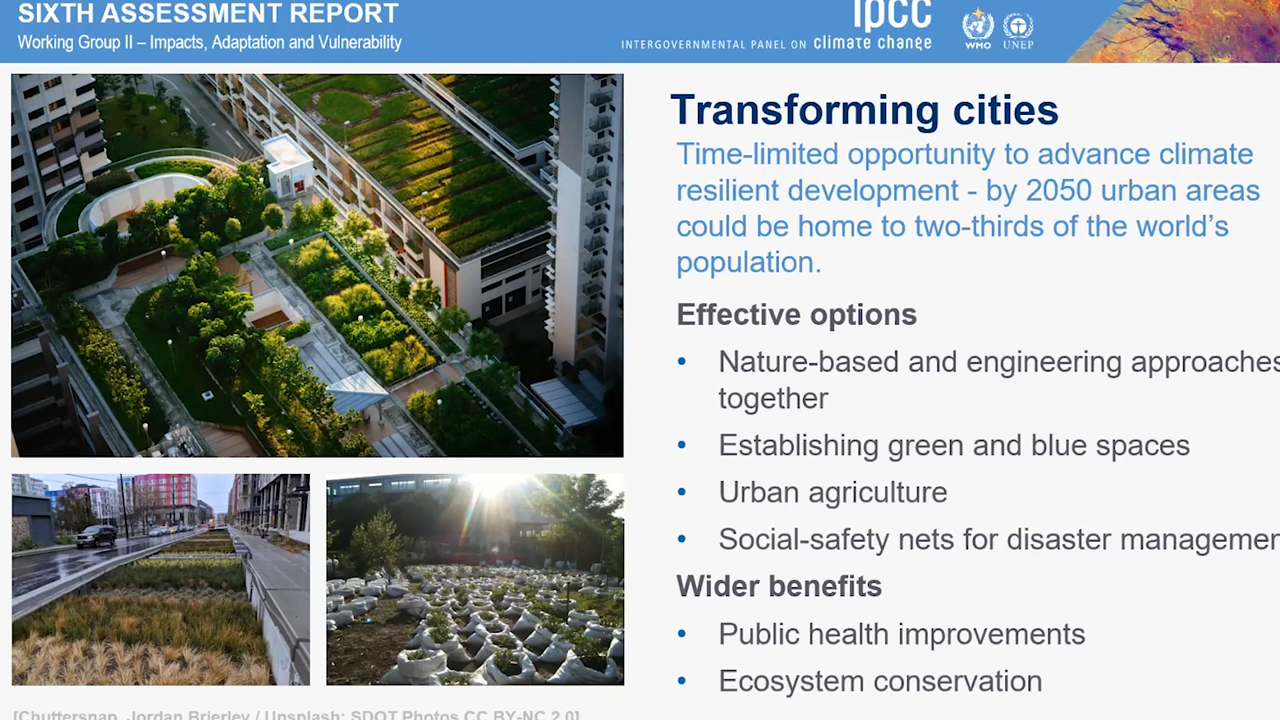 SIXTH ASSESSMENT REPORT
Working Group II – Impacts, Adaptation and Vulnerability
ipcc
INTERGOVERNMENTAL PANEL ON climate change
WMO
UNEP
Transforming cities
Time-limited opportunity to advance climate
resilient development - by 2050 urban areas
could be home to two-thirds of the world's
population.
Effective options
• Nature-based and engineering approaches
together
• Establishing green and blue spaces
• Urban agriculture
• Social-safety nets for disaster managemen
Wider benefits
• Public health improvements
• Ecosystem conservation
[Chuttersnap, Jordan Brierley / Unsplash; SDOT Photos CC BY-NC 2.0]